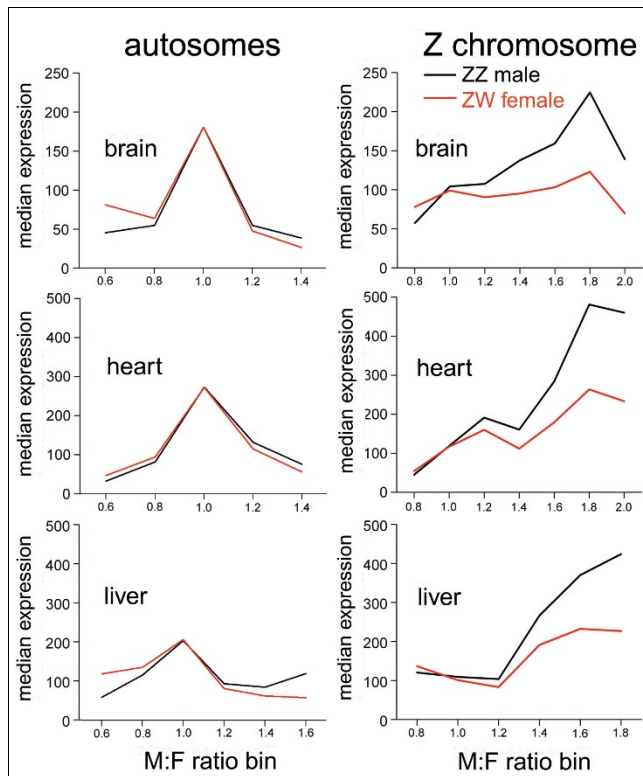 autosomes
Z chromosome
ZZ male
ZW female
250
200
150
100
50
0
median expression
brain
0.6 0.8 1.0 1.2 1.4
250
200
150
100
50
0
median expression
brain
0.8 1.0 1.2 1.4 1.6 1.8 2.0
500
400
300
200
100
0
median expression
heart
0.6 0.8 1.0 1.2 1.4
500
400
300
200
100
0
median expression
heart
0.8 1.0 1.2 1.4 1.6 1.8 2.0
500
400
300
200
100
0
median expression
liver
0.6 0.8 1.0 1.2 1.4 1.6
M:F ratio bin
500
400
300
200
100
0
median expression
liver
0.8 1.0 1.2 1.4 1.6 1.8
M:F ratio bin